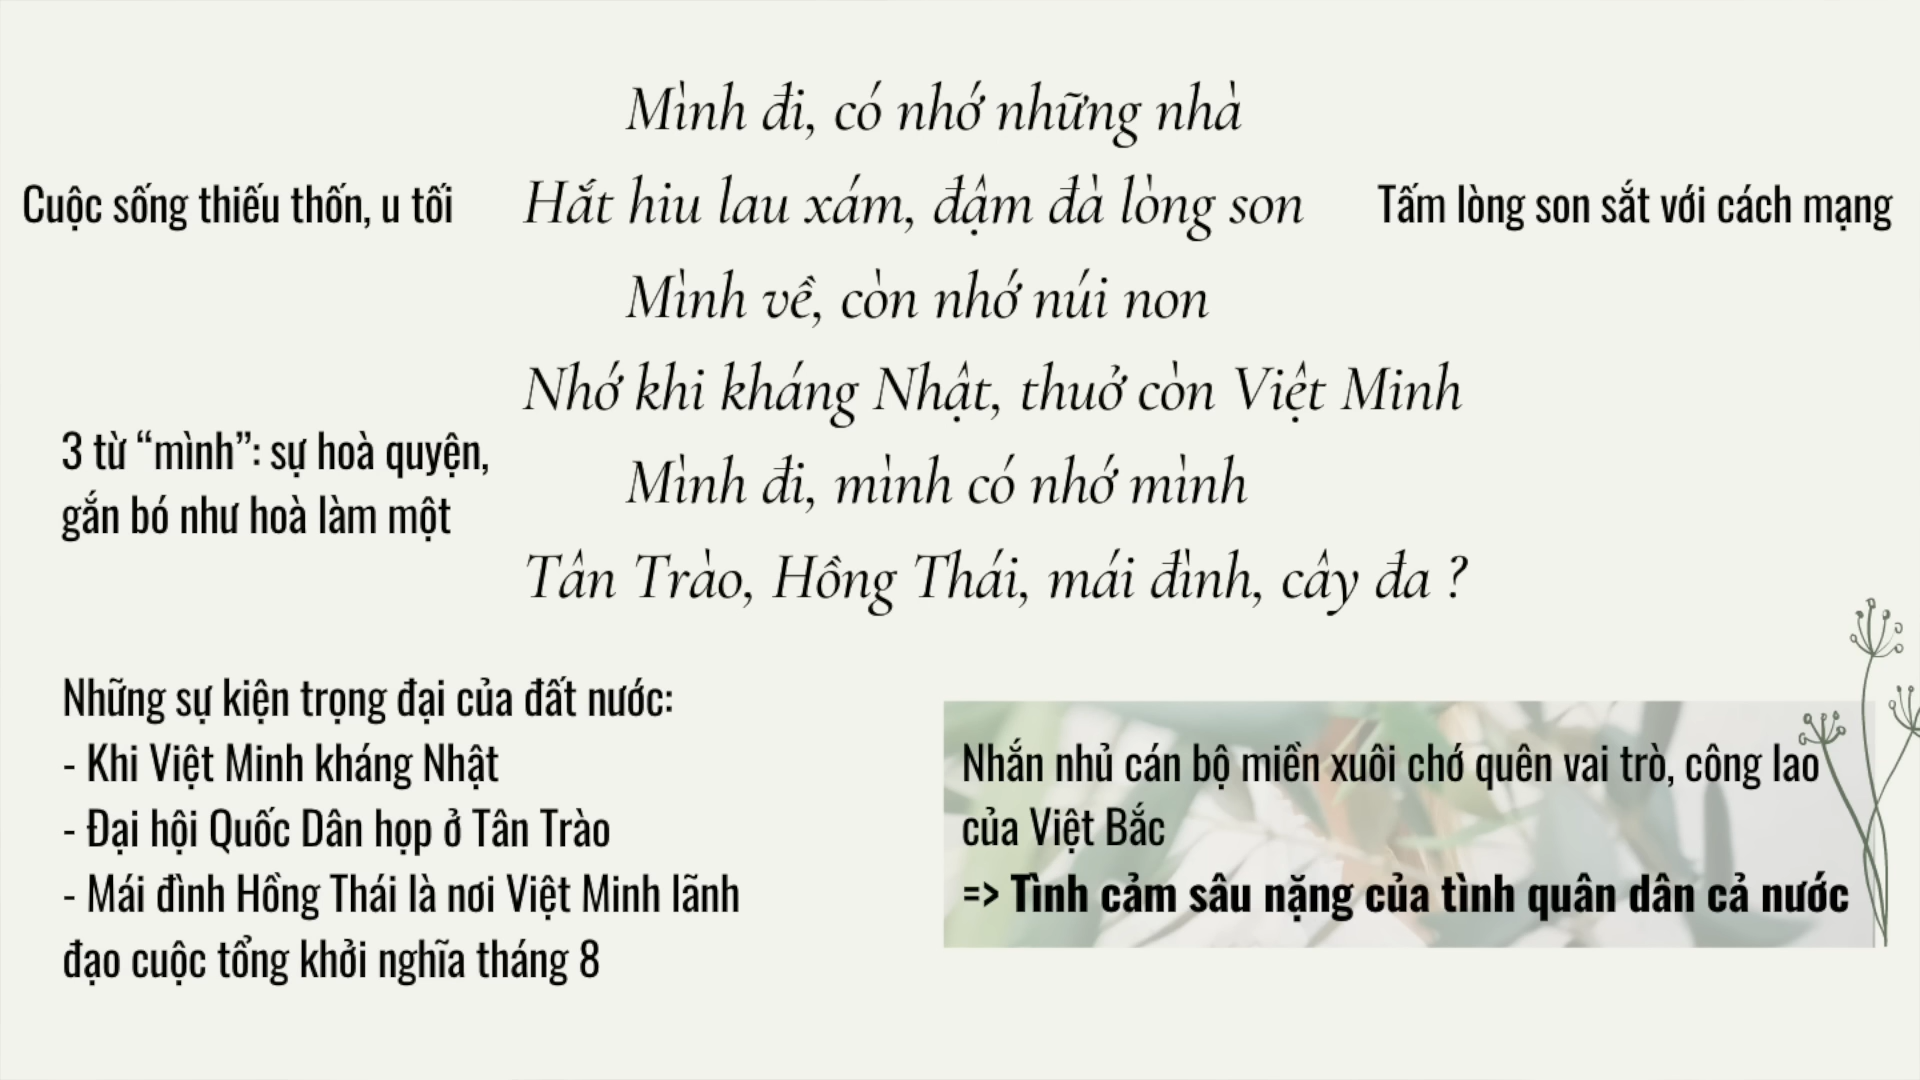 Mình đi, có nhớ những nhà
Cuộc sống thiếu thốn, u tối
Hắt hiu lau xám, đậm đà lòng son
Tấm lòng son sắt với cách mạng
Mình về, còn nhớ núi non
Nhớ khi kháng Nhật, thuở còn Việt Minh
3 từ “mình”: sự hoà quyện,
gắn bó như hoà làm một
Mình đi, mình có nhớ mình
Tân Trào, Hồng Thái, mái đình, cây đa ?
Những sự kiện trọng đại của đất nước:
- Khi Việt Minh kháng Nhật
- Đại hội Quốc Dân họp ở Tân Trào
- Mái đình Hồng Thái là nơi Việt Minh lãnh
đạo cuộc tổng khởi nghĩa tháng 8
Nhắn nhủ cán bộ miền xuôi chớ quên vai trò, công lao
của Việt Bắc
=> Tình cảm sâu nặng của tình quân dân cả nước